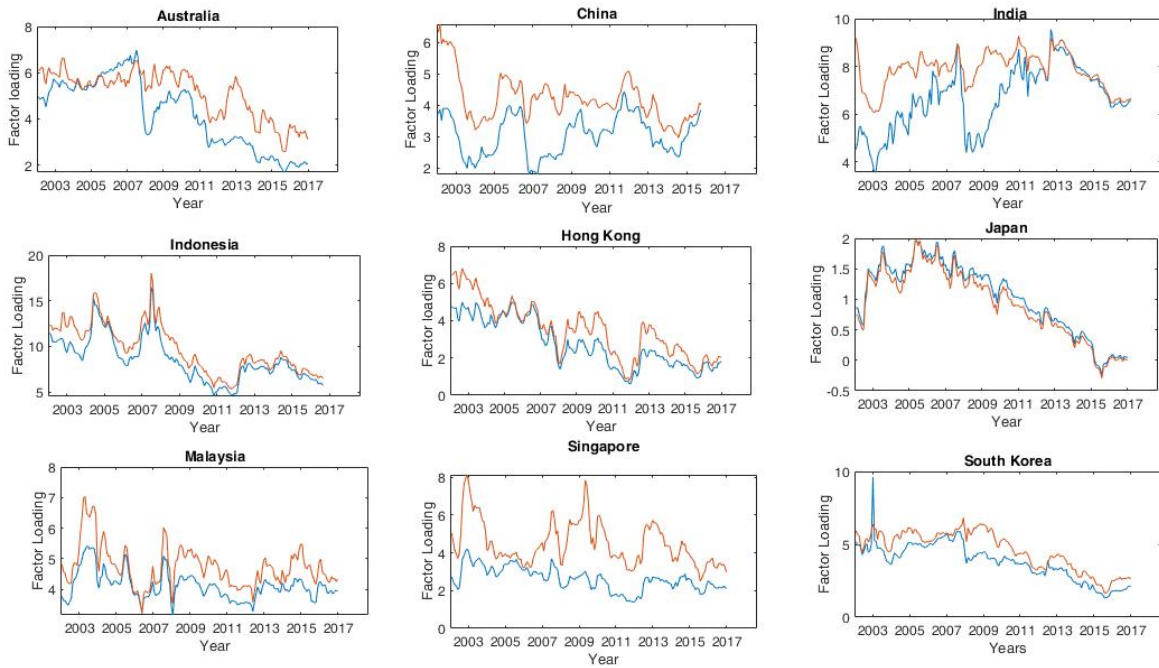 Australia
8
6
4
2
Factor loading
2003 2005 2007 2009 2011 2013 2015 2017
Year
China
6
5
4
3
2
Factor Loading
2003 2005 2007 2009 2011 2013 2015
Year
India
10
8
6
4
Factor Loading
2003 2005 2007 2009 2011 2013 2015 2017
Year
Indonesia
20
15
10
5
Factor Loading
2003 2005 2007 2009 2011 2013 2015
Year
Hong Kong
8
6
4
2
0
Factor Loading
2003 2005 2007 2009 2011 2013 2015 2017
Year
Japan
2
1.5
1
0.5
0
-0.5
Factor Loading
2003 2005 2007 2009 2011 2013 2015 2017
Year
Malaysia
8
7
6
5
4
Factor Loading
2003 2005 2007 2009 2011 2013 2015 2017
Year
Singapore
8
6
4
2
0
Factor Loading
2003 2005 2007 2009 2011 2013 2015 2017
Year
South Korea
10
5
0
Factor Loading
2003 2005 2007 2009 2011 2013 2015 2017
Years